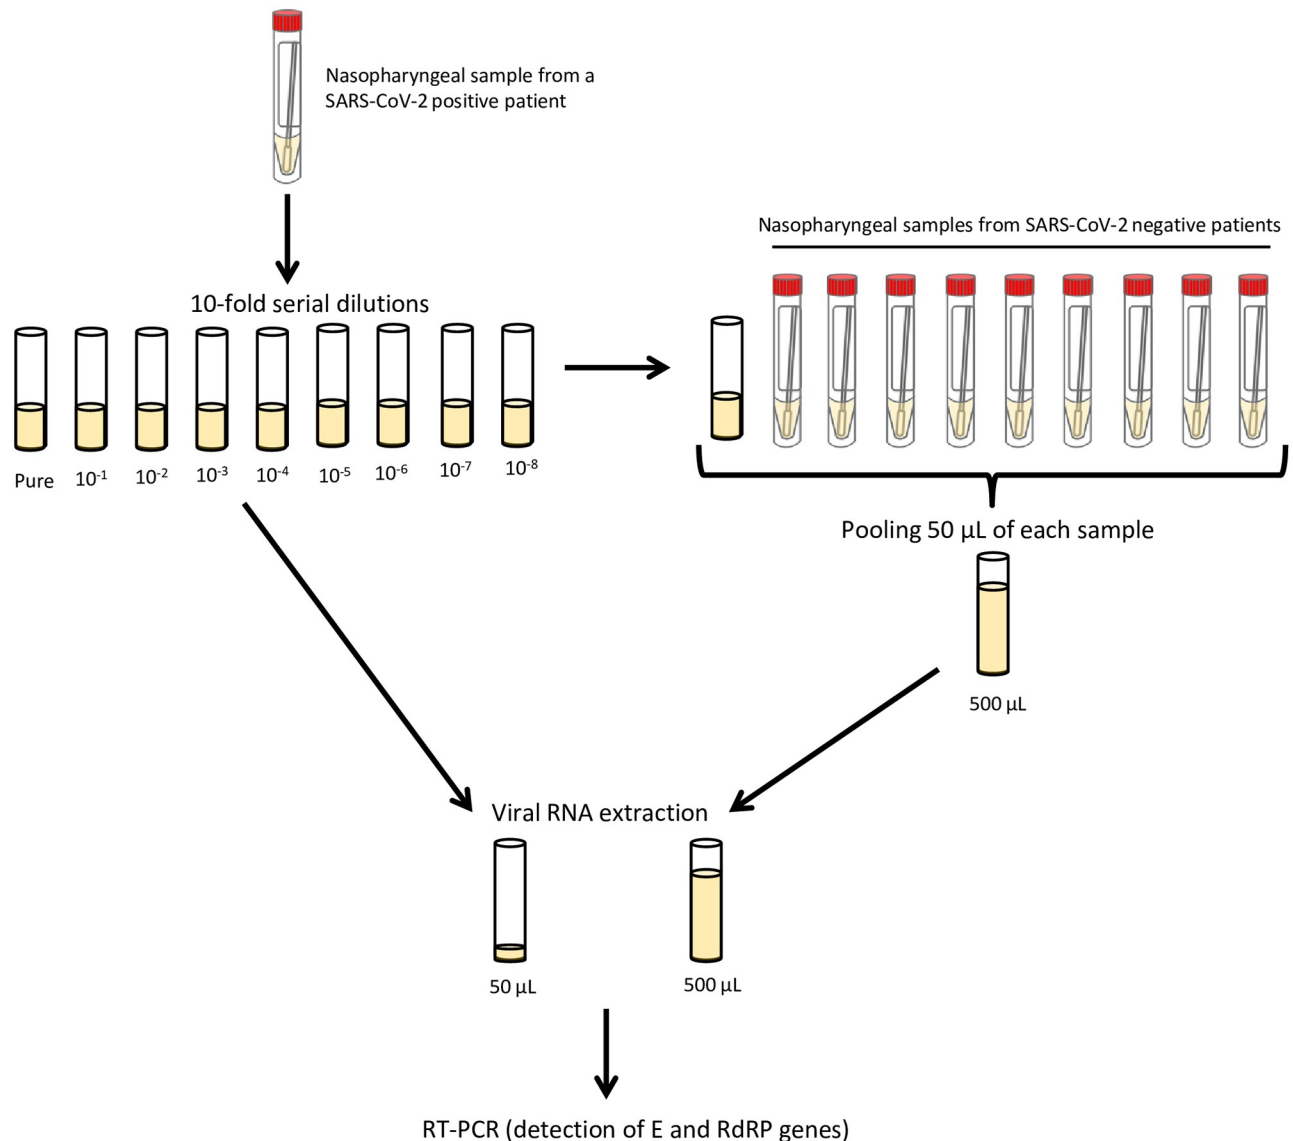 Nasopharyngeal sample from a
SARS-CoV-2 positive patient
Nasopharyngeal samples from SARS-CoV-2 negative patients
10-fold serial dilutions
Pure 10⁻¹ 10⁻² 10⁻³ 10⁻⁴ 10⁻⁵ 10⁻⁶ 10⁻⁷ 10⁻⁸
Pooling 50 µL of each sample
500 µL
Viral RNA extraction
50 µL 500 µL
RT-PCR (detection of E and RdRP genes)